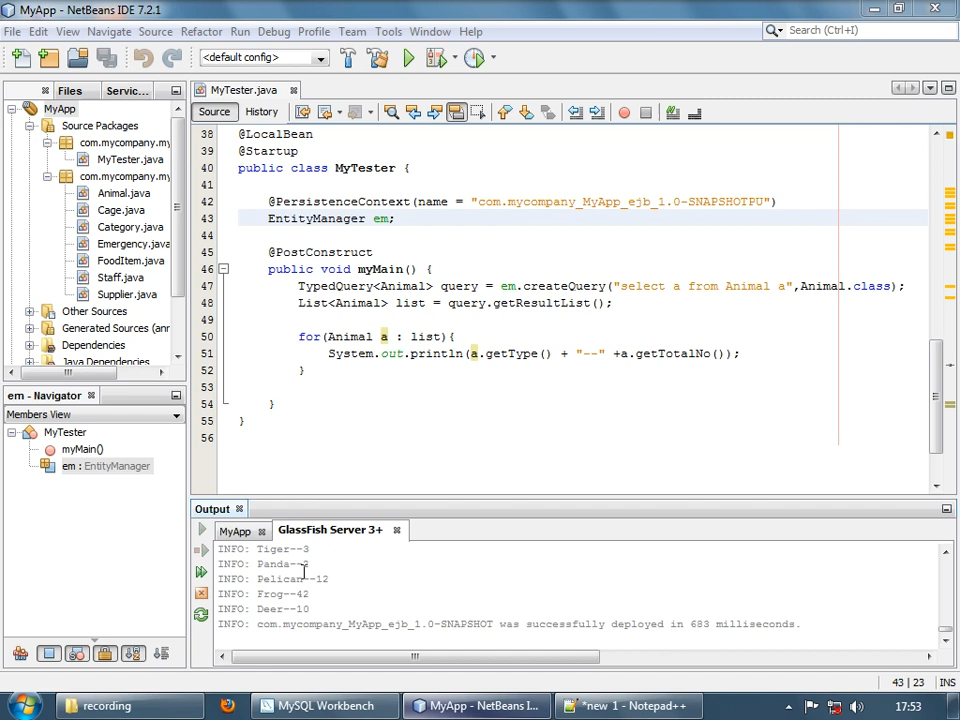 MyApp - NetBeans IDE 7.2.1
File Edit View Navigate Source Refactor Run Debug Profile Team Tools Window Help
Search (Ctrl+I)
<default config>
Files Servic...
MyTester.java
MyApp
Source Packages
com.mycompany.my
MyTester.java
com.mycompany.my
Animal.java
Cage.java
Category.java
Emergency.java
FoodItem.java
Staff.java
Supplier.java
Other Sources
Generated Sources (anr
Dependencies
Java Dependencies
Source History
38 @LocalBean
39 @Startup
40 public class MyTester {
41
42 @PersistenceContext(name = "com.mycompany_MyApp_ejb_1.0-SNAPSHOTPU")
43 EntityManager em;
44
45 @PostConstruct
46 public void myMain() {
47 TypedQuery<Animal> query = em.createQuery("select a from Animal a",Animal.class);
48 List<Animal> list = query.getResultList();
49
50 for(Animal a : list){
51 System.out.println(a.getType() + "--" +a.getTotalNo());
52 }
53
54 }
55 }
56
em - Navigator
Members View
MyTester
myMain()
em : EntityManager
Output
MyApp GlassFish Server 3+
INFO: Tiger--3
INFO: Panda--2
INFO: Pelican--12
INFO: Frog--42
INFO: Deer--10
INFO: com.mycompany_MyApp_ejb_1.0-SNAPSHOT was successfully deployed in 683 milliseconds.
43 | 23 INS
recording
MySQL Workbench
MyApp - NetBeans I...
*new 1 - Notepad++
17:53